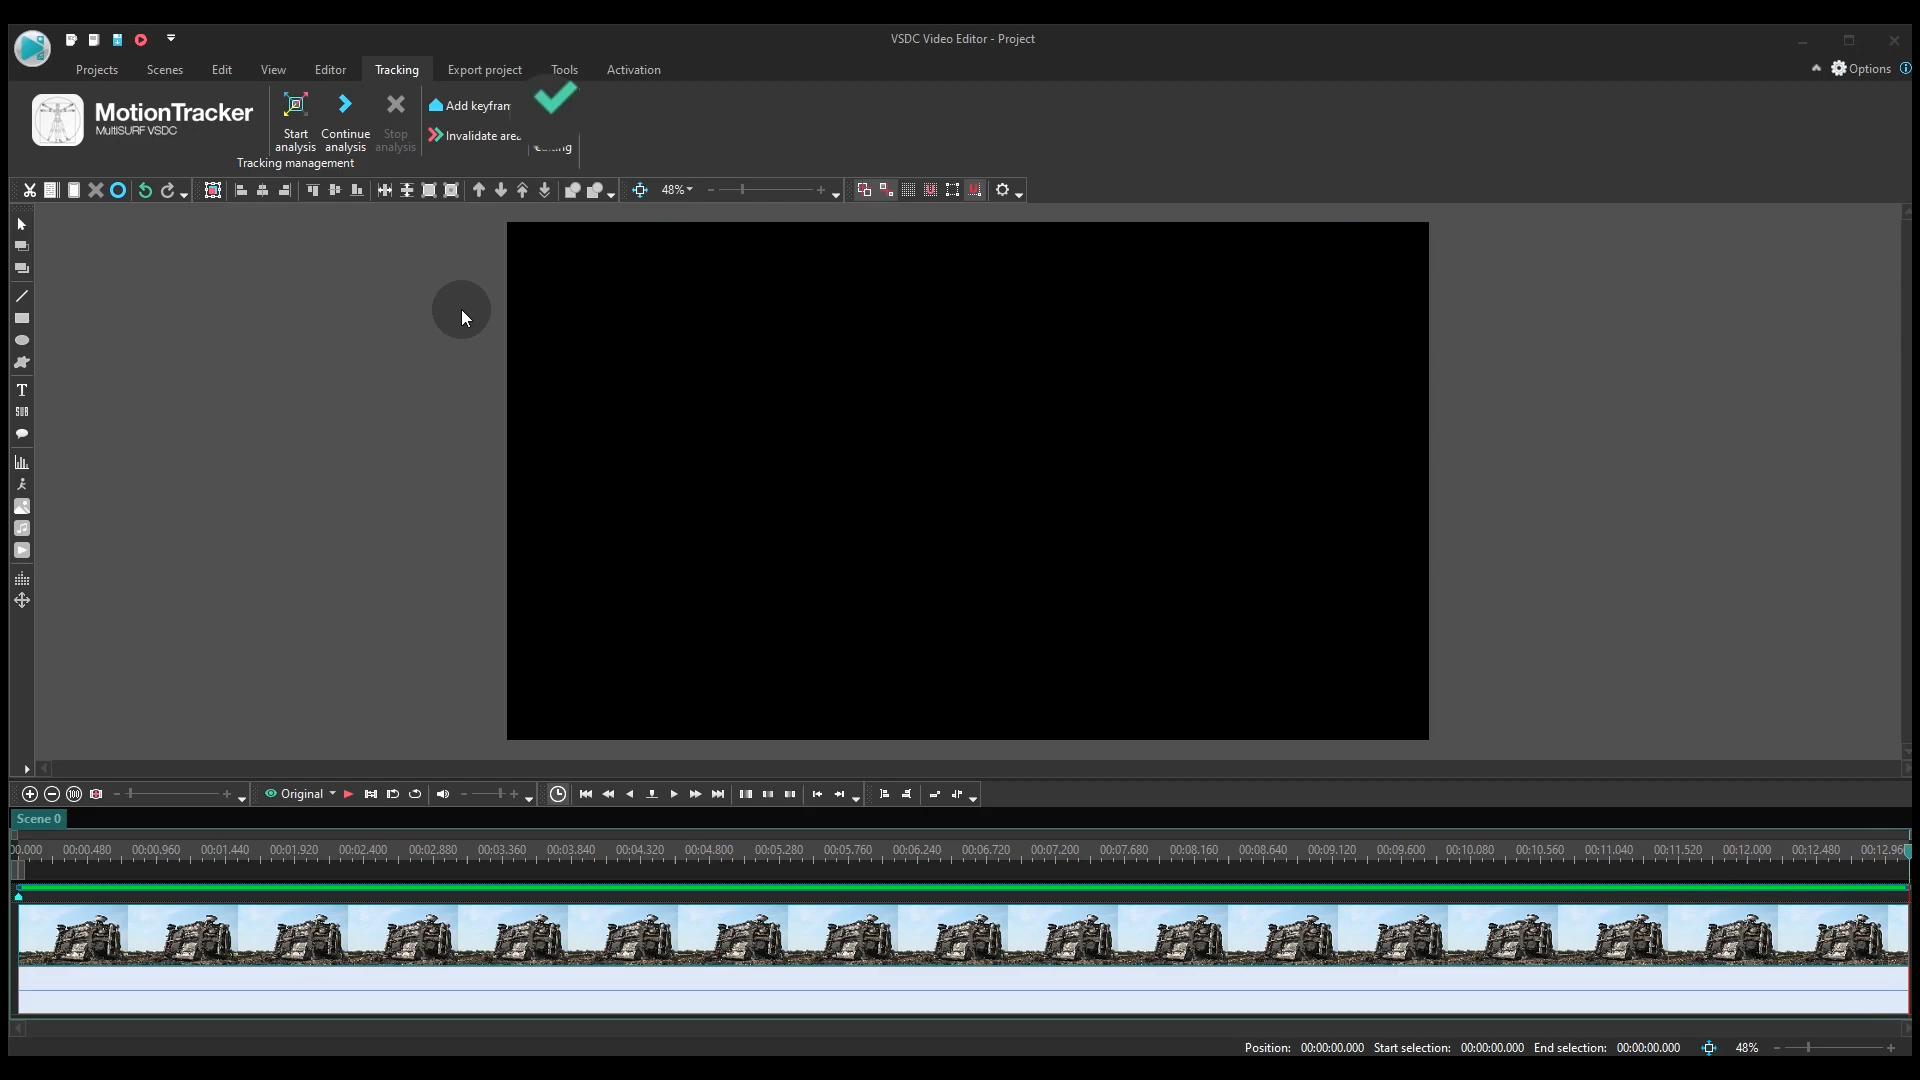 VSDC Video Editor - Project
Projects Scenes Edit View Editor Tracking Export project Tools Activation
Options
MotionTracker
MultiSURF VSDC
Start analysis
Continue analysis
Stop analysis
Add keyfram
Invalidate area
Tracking management
48%
T
SUB
100
Original
Scene 0
00:00.480 00:00.960 00:01.440 00:01.920 00:02.400 00:02.880 00:03.360 00:03.840 00:04.320 00:04.800 00:05.280 00:05.760 00:06.240 00:06.720 00:07.200 00:07.680 00:08.160 00:08.640 00:09.120 00:09.600 00:10.080 00:10.560 00:11.040 00:11.520 00:12.000 00:12.480 00:12.960
Position: 00:00:00.000 Start selection: 00:00:00.000 End selection: 00:00:00.000 48%